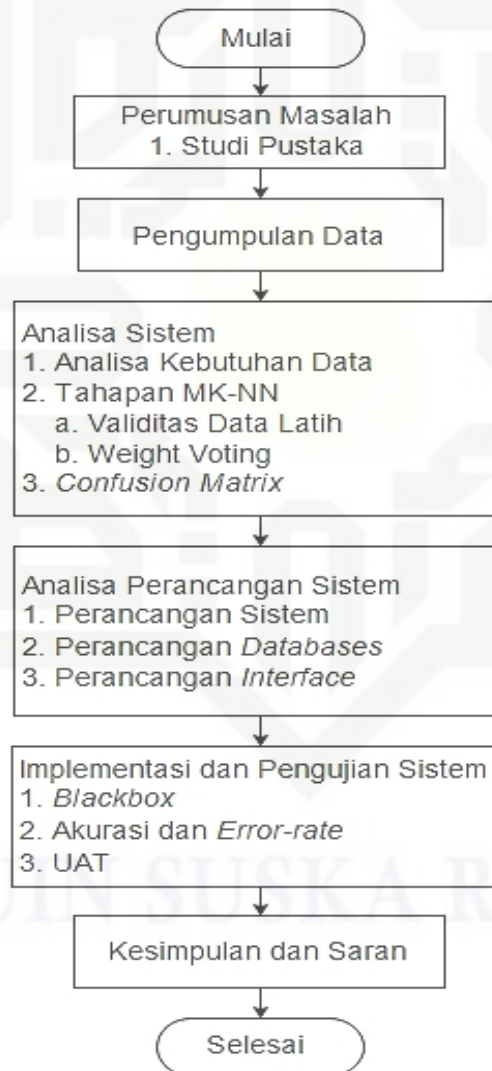 Mulai
Perumusan Masalah
1. Studi Pustaka
Pengumpulan Data
Analisa Sistem
1. Analisa Kebutuhan Data
2. Tahapan MK-NN
a. Validitas Data Latih
b. Weight Voting
3. Confusion Matrix
Analisa Perancangan Sistem
1. Perancangan Sistem
2. Perancangan Databases
3. Perancangan Interface
Implementasi dan Pengujian Sistem
1. Blackbox
2. Akurasi dan Error-rate
3. UAT
UIN SUSKA R
Kesimpulan dan Saran
Selesai